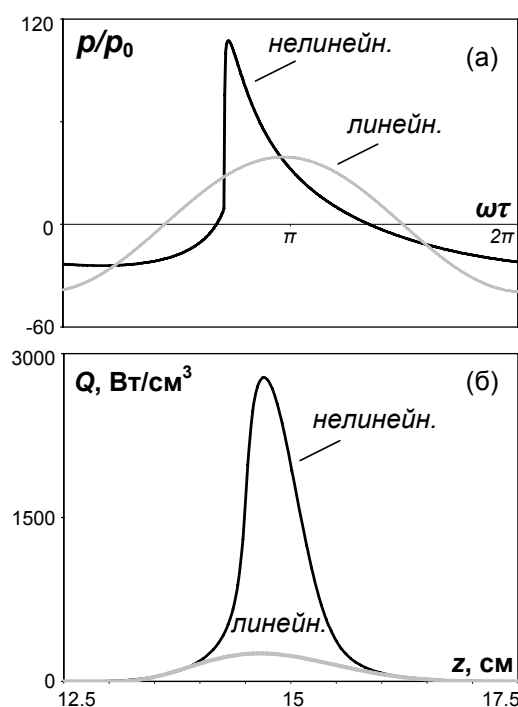 120
p/p₀
(а)
нелинейн.
линейн.
ωτ
0
π
2π
-60
3000
Q, Вт/см³
(б)
нелинейн.
1500
линейн.
z, см
0
12.5
15
17.5